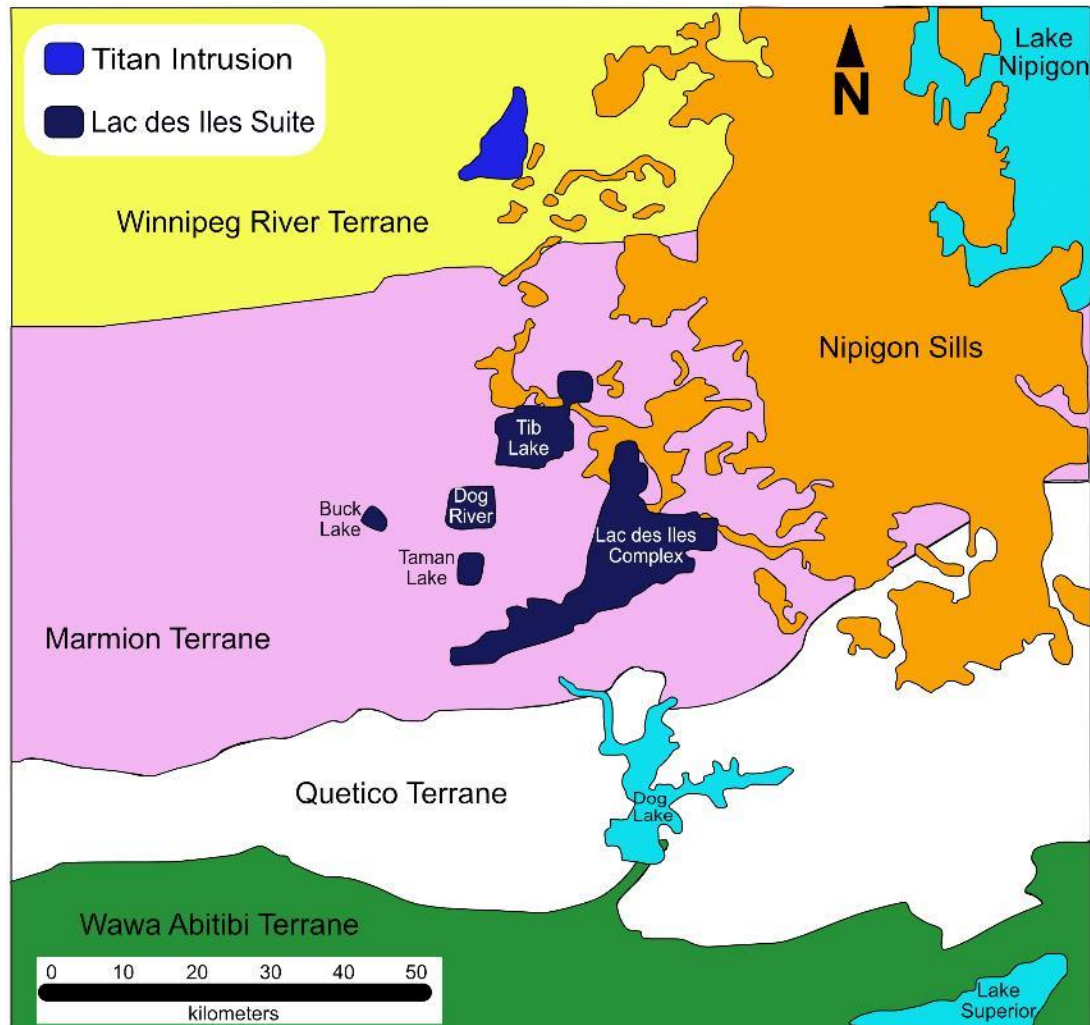 Titan Intrusion
Lac des Iles Suite
N
Lake
Nipigon
Winnipeg River Terrane
Nipigon Sills
Tib
Lake
Dog
River
Buck
Lake
Lac des Iles
Complex
Taman
Lake
Marmion Terrane
Quetico Terrane
Dog
Lake
Wawa Abitibi Terrane
0 10 20 30 40 50
kilometers
Lake
Superior